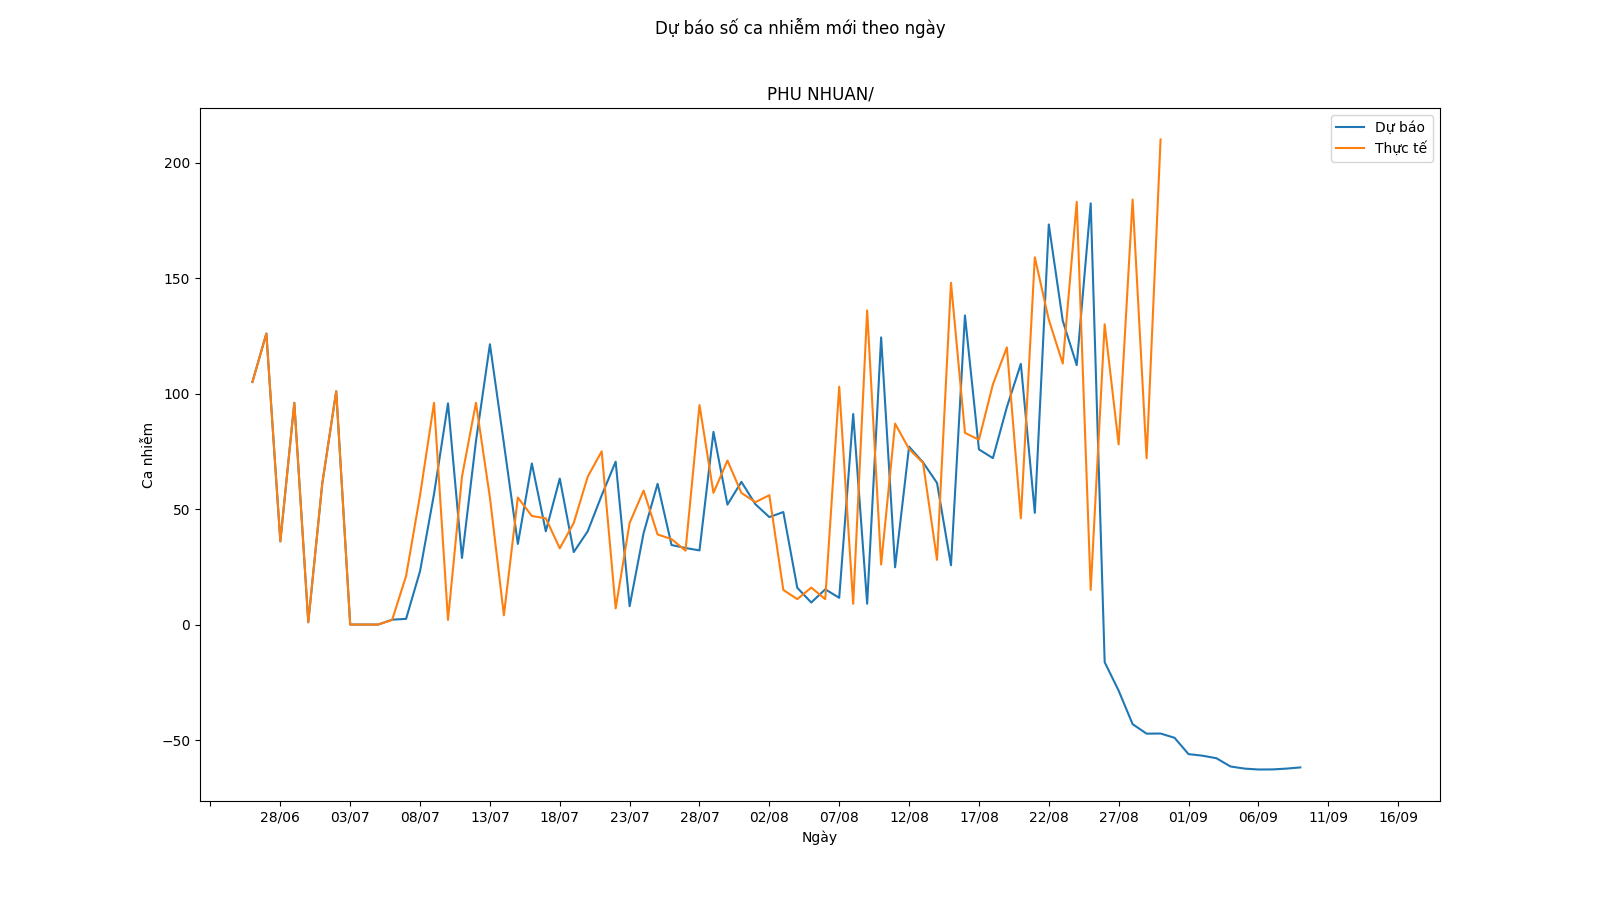 Dự báo số ca nhiễm mới theo ngày
PHU NHUAN/
Dự báo
Thực tế
200
150
100
50
0
−50
Ca nhiễm
28/06 03/07 08/07 13/07 18/07 23/07 28/07 02/08 07/08 12/08 17/08 22/08 27/08 01/09 06/09 11/09 16/09
Ngày